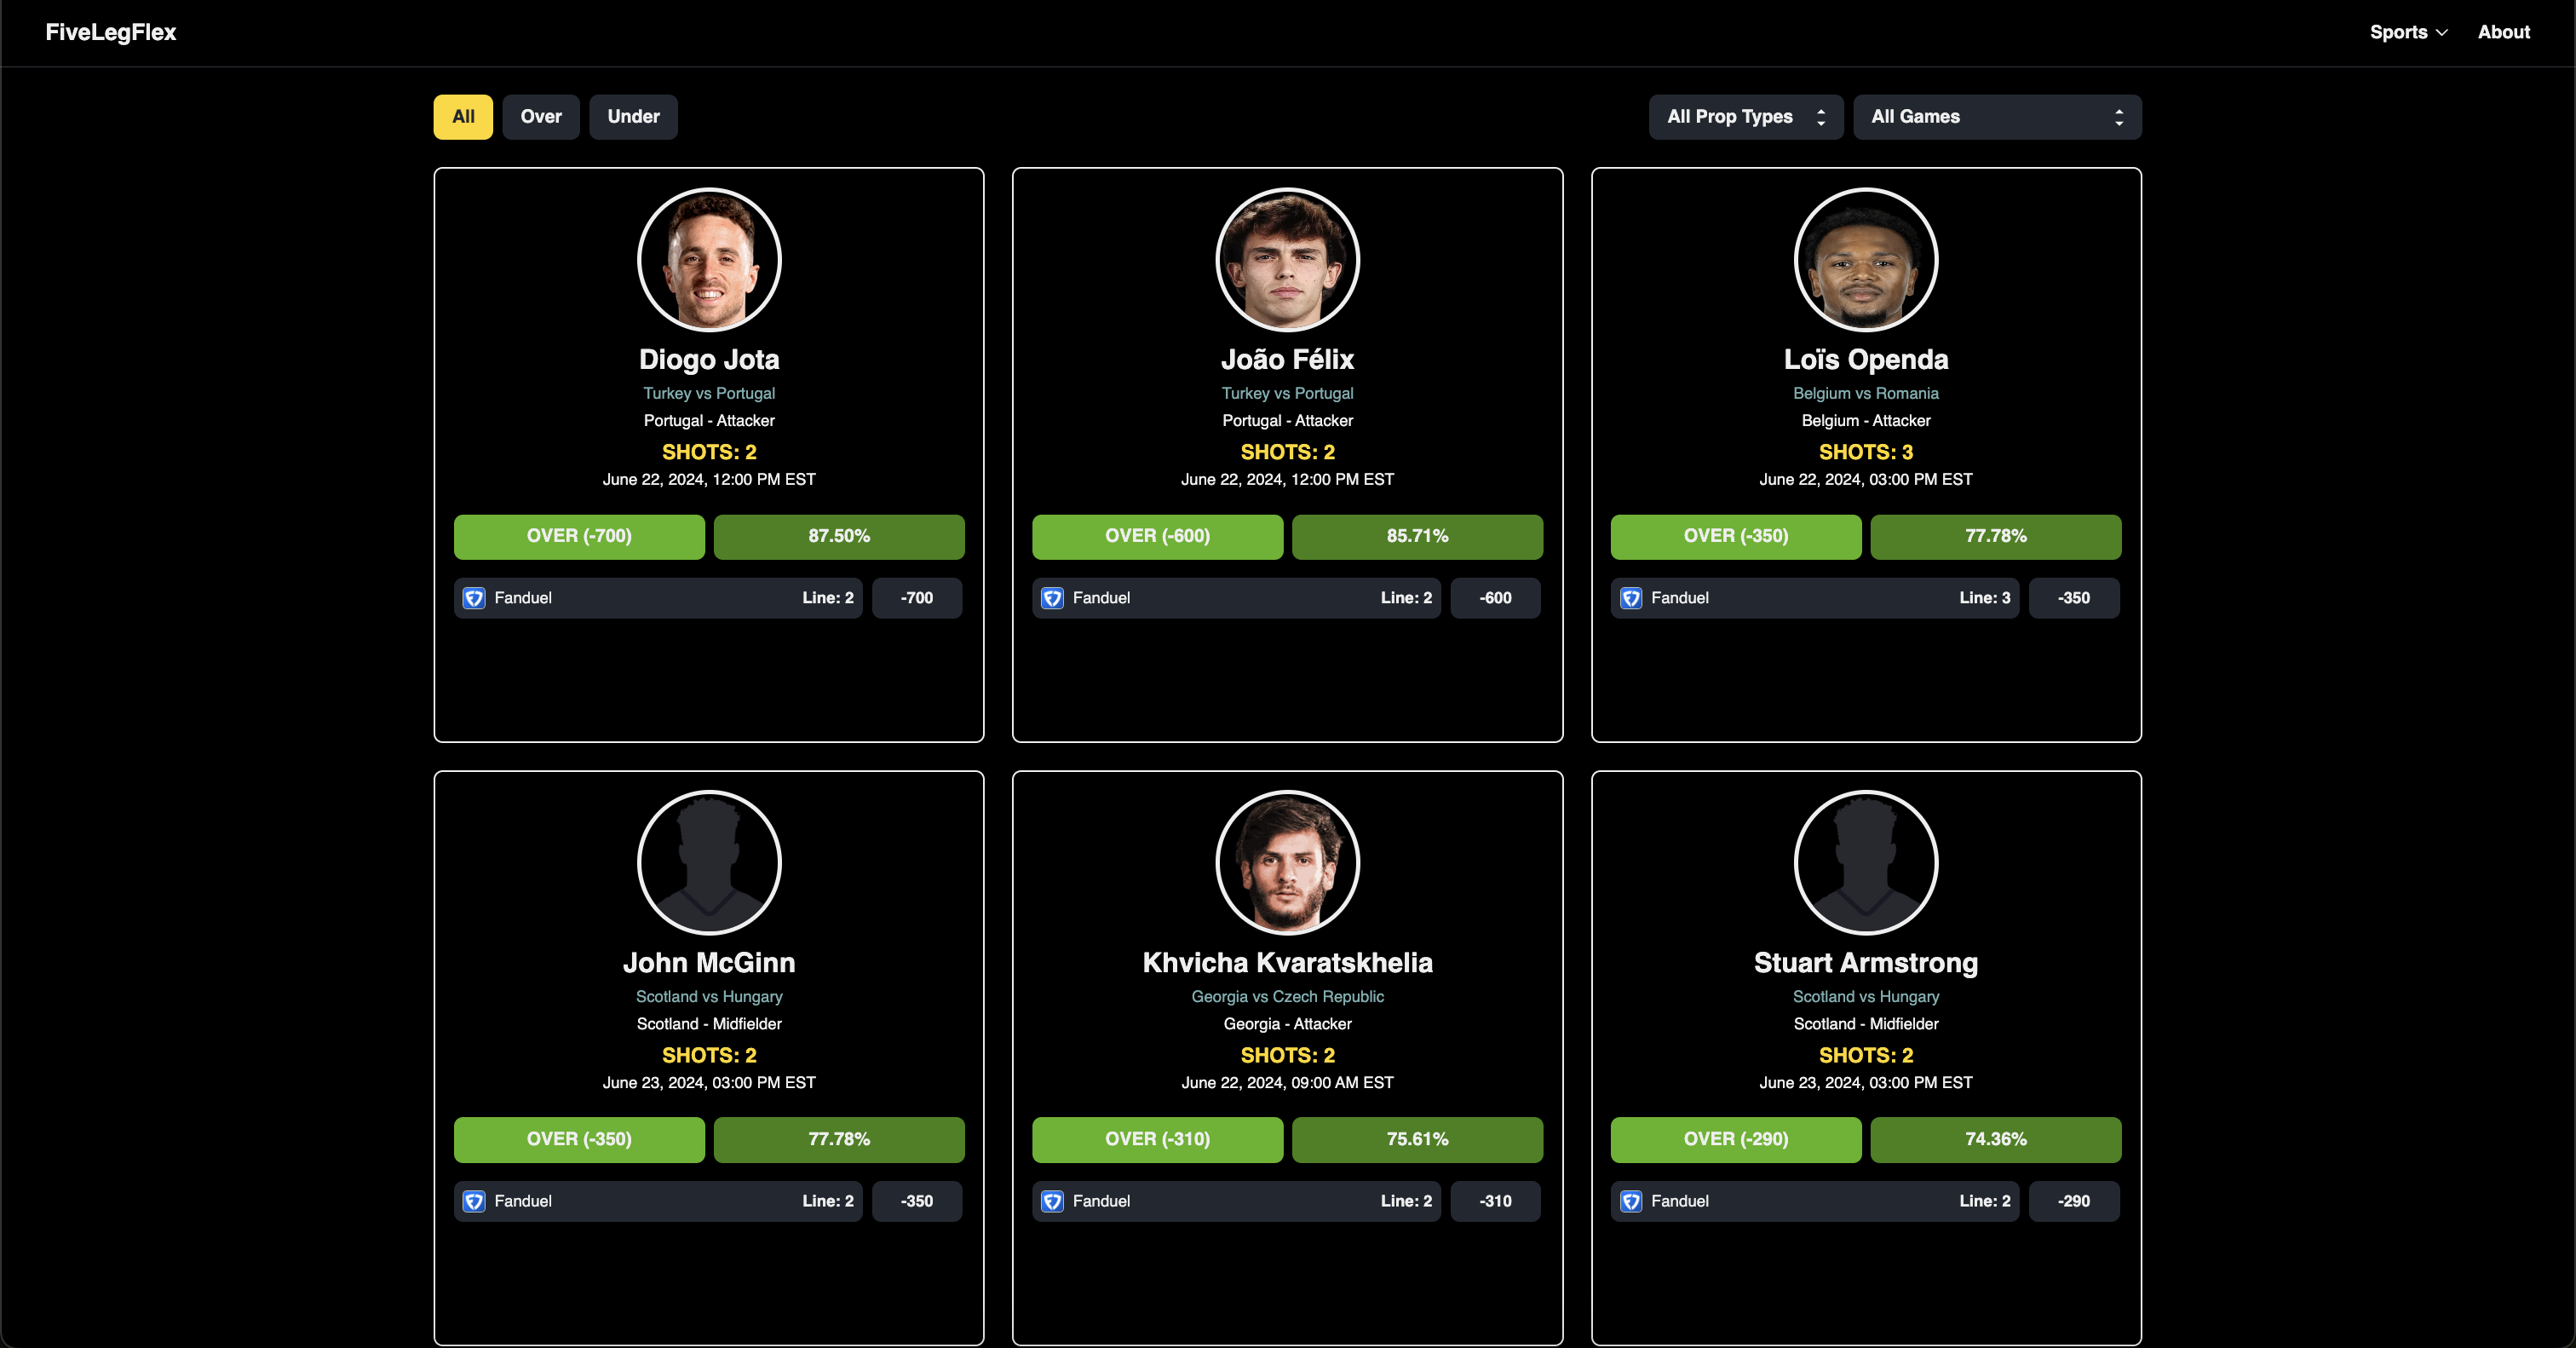 FiveLegFlex
Sports
About
All
Over
Under
All Prop Types
All Games
Diogo Jota
Turkey vs Portugal
Portugal - Attacker
SHOTS: 2
June 22, 2024, 12:00 PM EST
OVER (-700)
87.50%
Fanduel
Line: 2
-700
João Félix
Turkey vs Portugal
Portugal - Attacker
SHOTS: 2
June 22, 2024, 12:00 PM EST
OVER (-600)
85.71%
Fanduel
Line: 2
-600
Loïs Openda
Belgium vs Romania
Belgium - Attacker
SHOTS: 3
June 22, 2024, 03:00 PM EST
OVER (-350)
77.78%
Fanduel
Line: 3
-350
John McGinn
Scotland vs Hungary
Scotland - Midfielder
SHOTS: 2
June 23, 2024, 03:00 PM EST
OVER (-350)
77.78%
Fanduel
Line: 2
-350
Khvicha Kvaratskhelia
Georgia vs Czech Republic
Georgia - Attacker
SHOTS: 2
June 22, 2024, 09:00 AM EST
OVER (-310)
75.61%
Fanduel
Line: 2
-310
Stuart Armstrong
Scotland vs Hungary
Scotland - Midfielder
SHOTS: 2
June 23, 2024, 03:00 PM EST
OVER (-290)
74.36%
Fanduel
Line: 2
-290